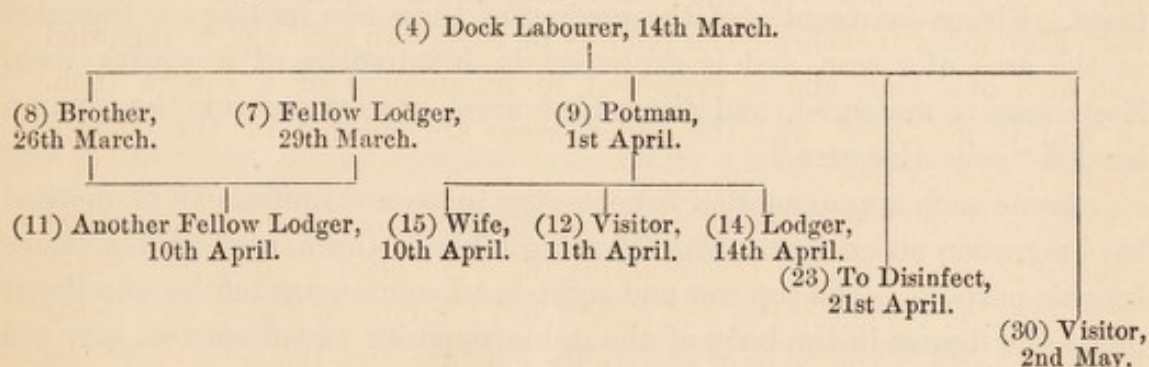 (4) Dock Labourer, 14th March.
(8) Brother,
26th March.
(7) Fellow Lodger,
29th March.
(9) Potman,
1st April.
(11) Another Fellow Lodger,
10th April.
(15) Wife,
10th April.
(12) Visitor,
11th April.
(14) Lodger,
14th April.
(23) To Disinfect,
21st April.
(30) Visitor,
2nd May.